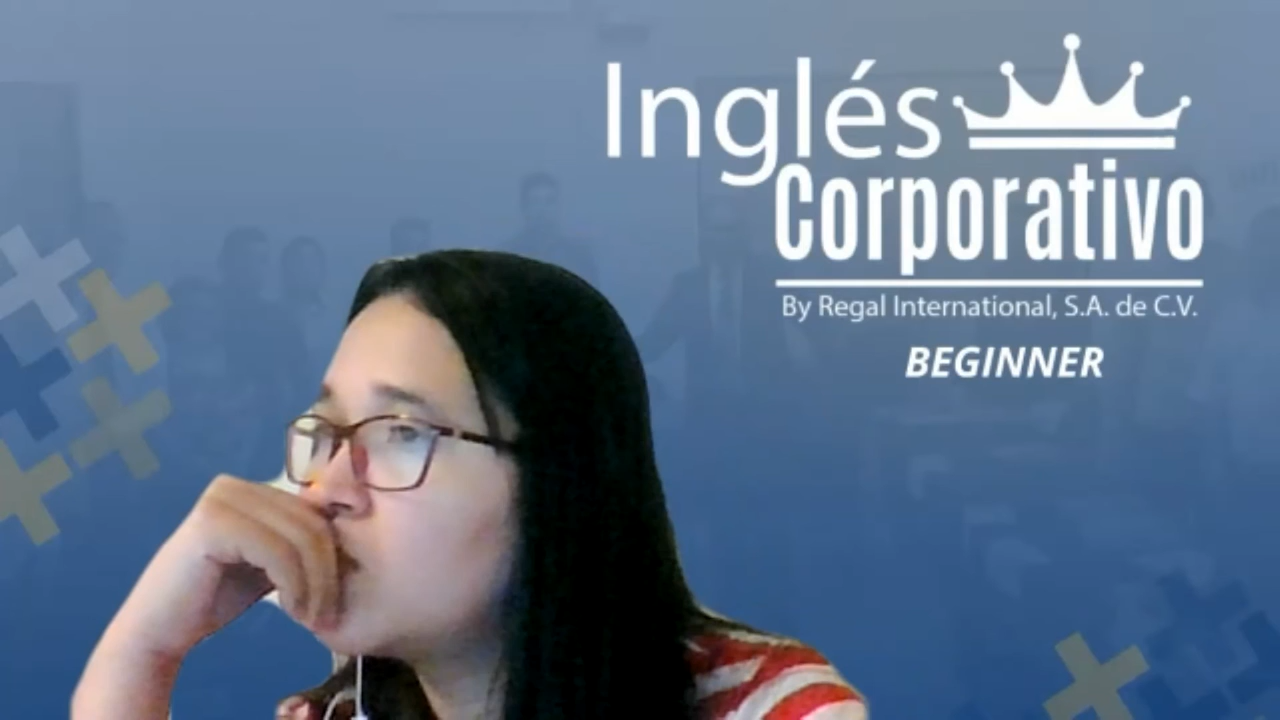 Inglés
Corporativo
By Regal International, S.A. de C.V.
BEGINNER